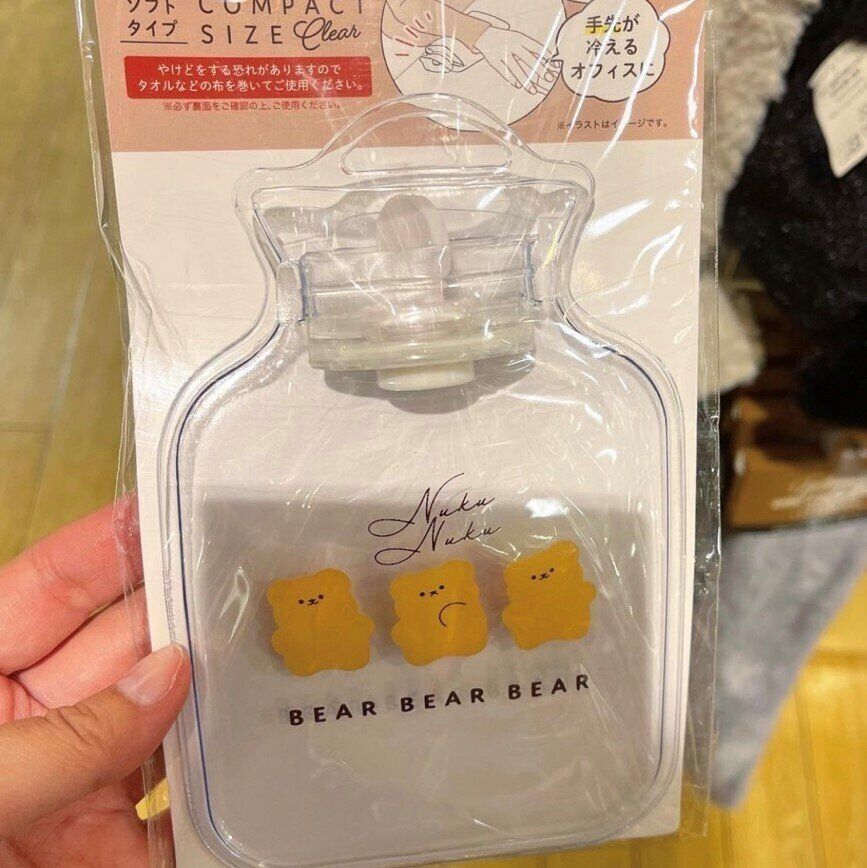 ソフト
タイプ
COMPACT
SIZE Clear
やけどをする恐れがありますので
タオルなどの布を巻いてご使用ください。
※必ず裏面をご確認の上、ご使用ください。
手先が
冷える
オフィスに
※イラストはイメージです。
Nuku
Nuku
BEAR BEAR BEAR